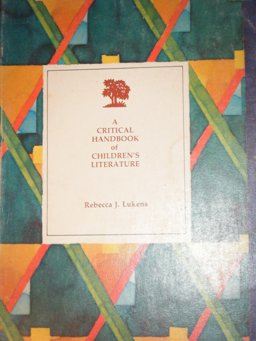 A
CRITICAL
HANDBOOK
of
CHILDREN'S
LITERATURE
Rebecca J. Lukens